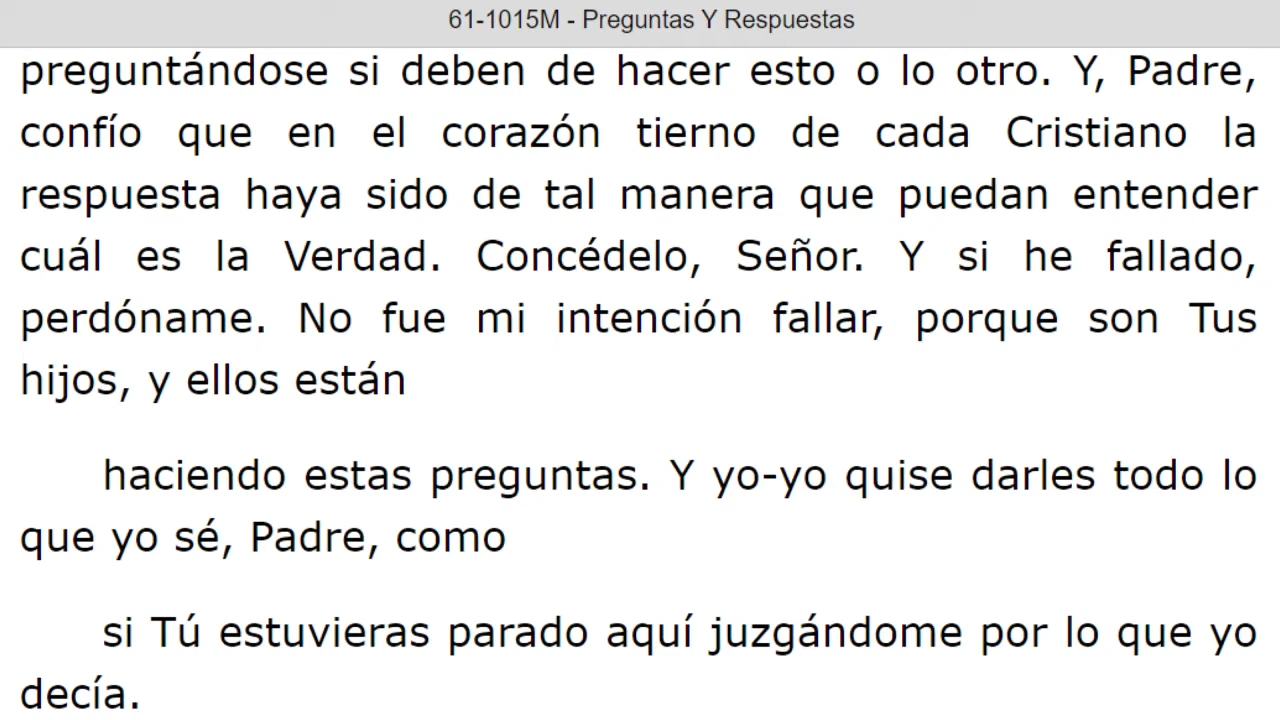 61-1015M - Preguntas Y Respuestas
preguntándose si deben de hacer esto o lo otro. Y, Padre,
confío que en el corazón tierno de cada Cristiano la
respuesta haya sido de tal manera que puedan entender
cuál es la Verdad. Concédelo, Señor. Y si he fallado,
perdóname. No fue mi intención fallar, porque son Tus
hijos, y ellos están
haciendo estas preguntas. Y yo-yo quise darles todo lo
que yo sé, Padre, como
si Tú estuvieras parado aquí juzgándome por lo que yo
decía.